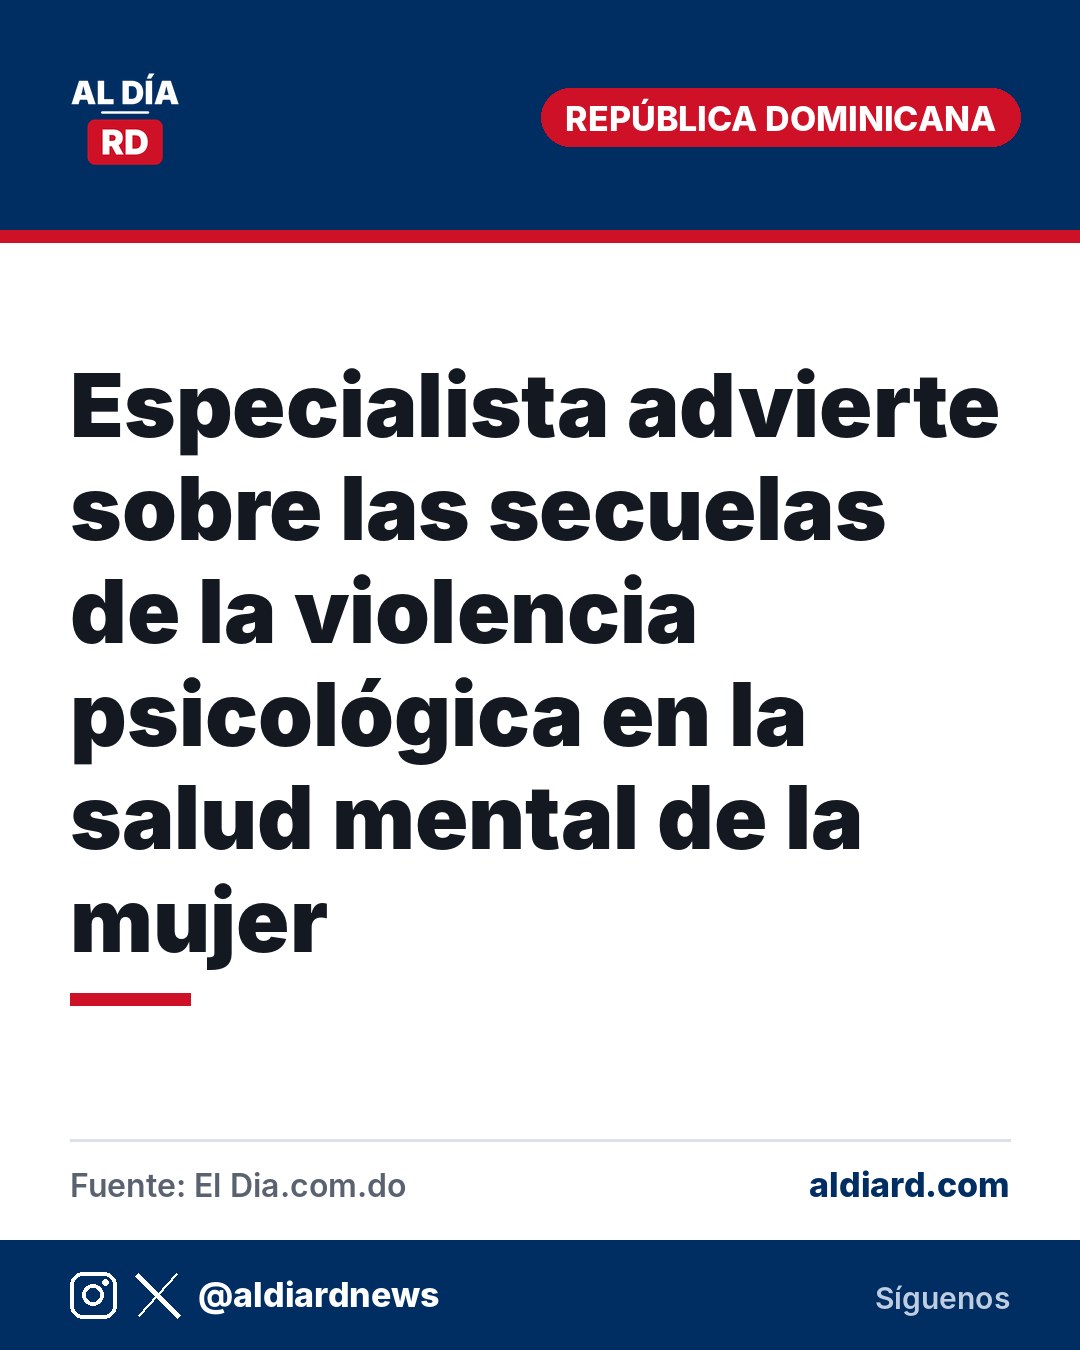 AL DÍA
RD
REPÚBLICA DOMINICANA
Especialista advierte
sobre las secuelas
de la violencia
psicológica en la
salud mental de la
mujer
Fuente: El Dia.com.do
aldiard.com
@aldiardnews
Síguenos